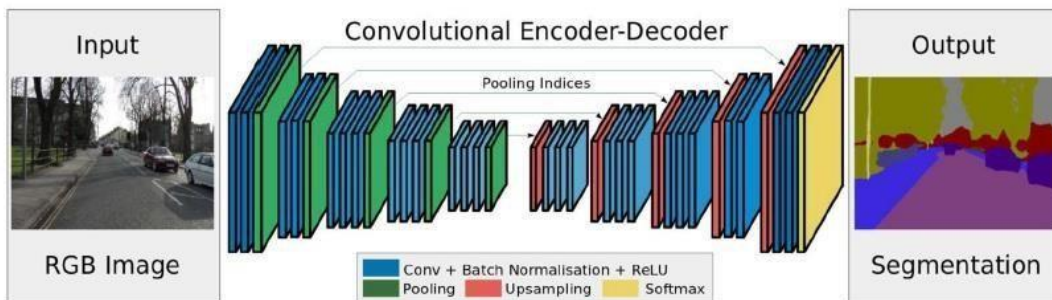 Input
RGB Image
Convolutional Encoder-Decoder
Pooling Indices
Conv + Batch Normalisation + ReLU
Pooling
Upsampling
Softmax
Output
Segmentation